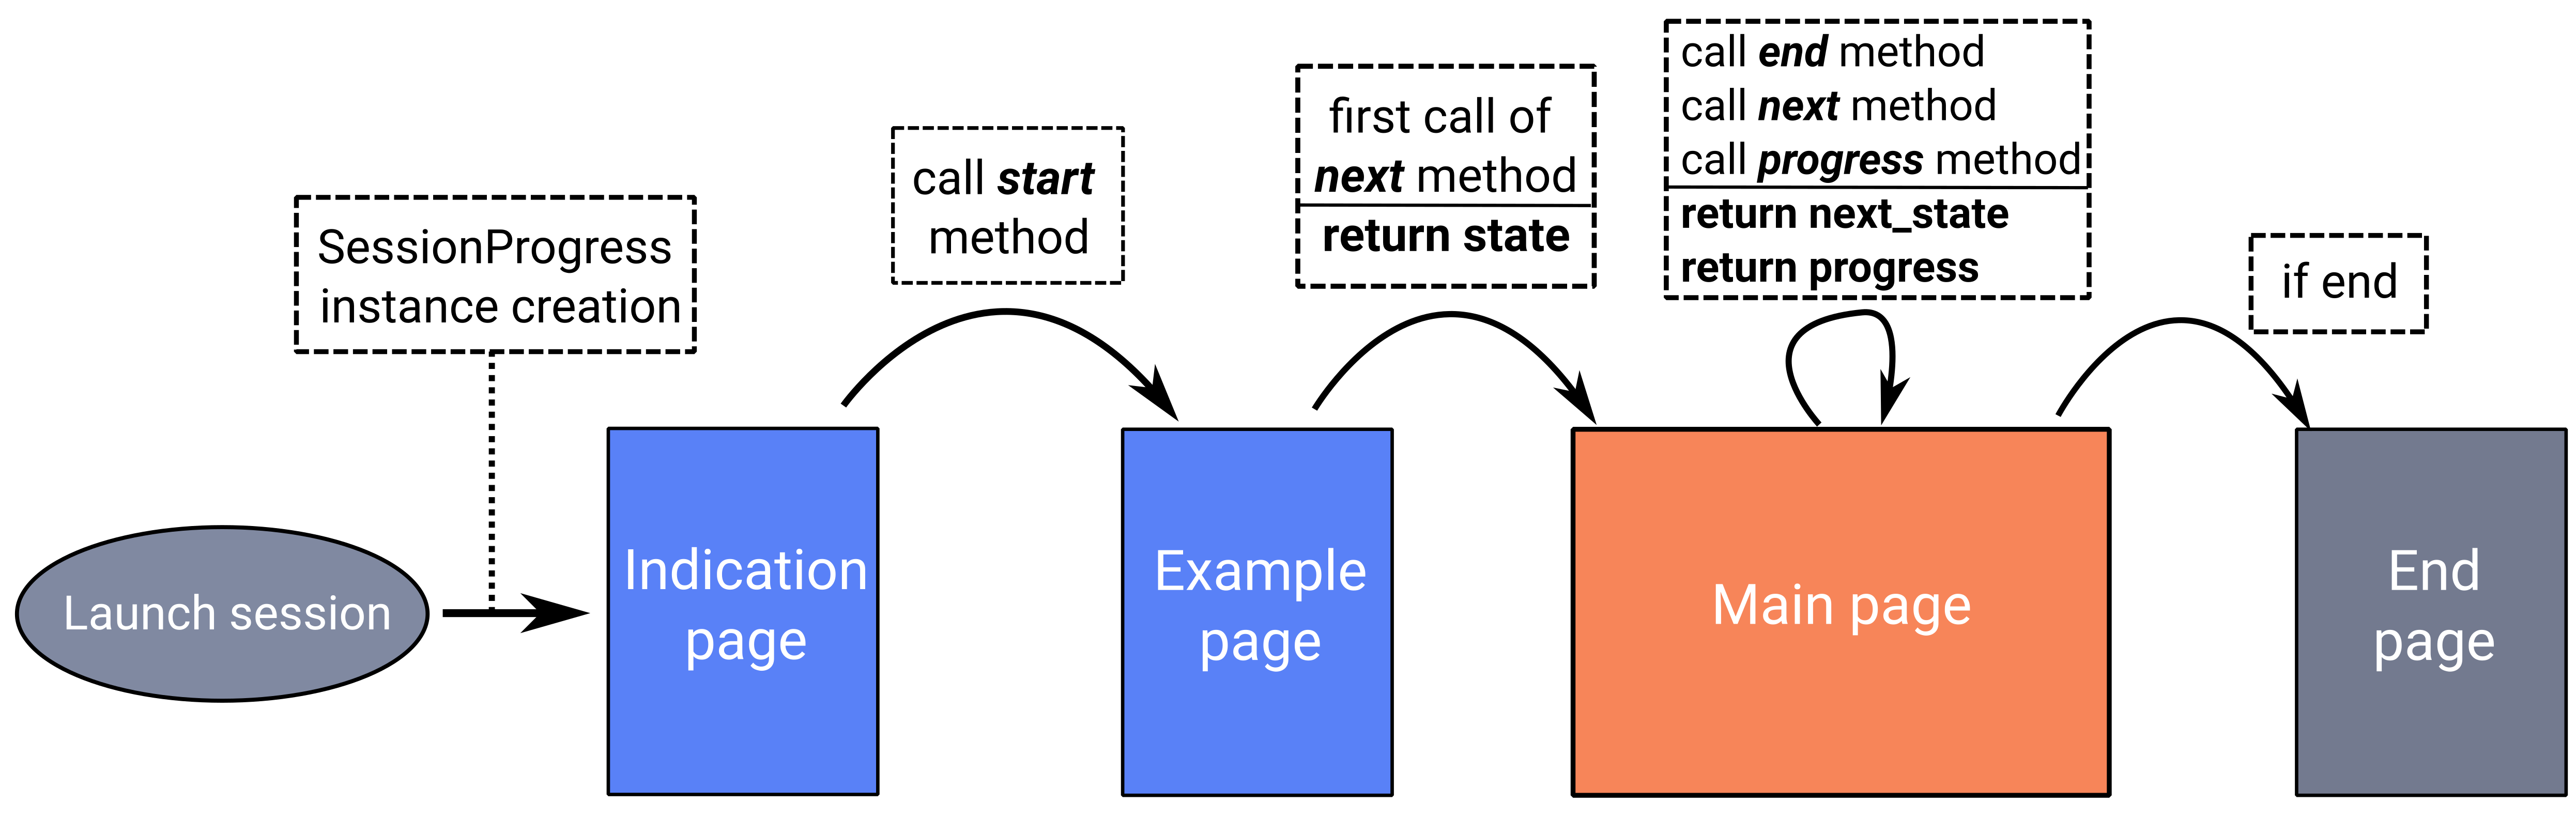 SessionProgress
instance creation
call start
method
first call of
next method
return state
call end method
call next method
call progress method
return next_state
return progress
if end
Launch session
Indication
page
Example
page
Main page
End
page